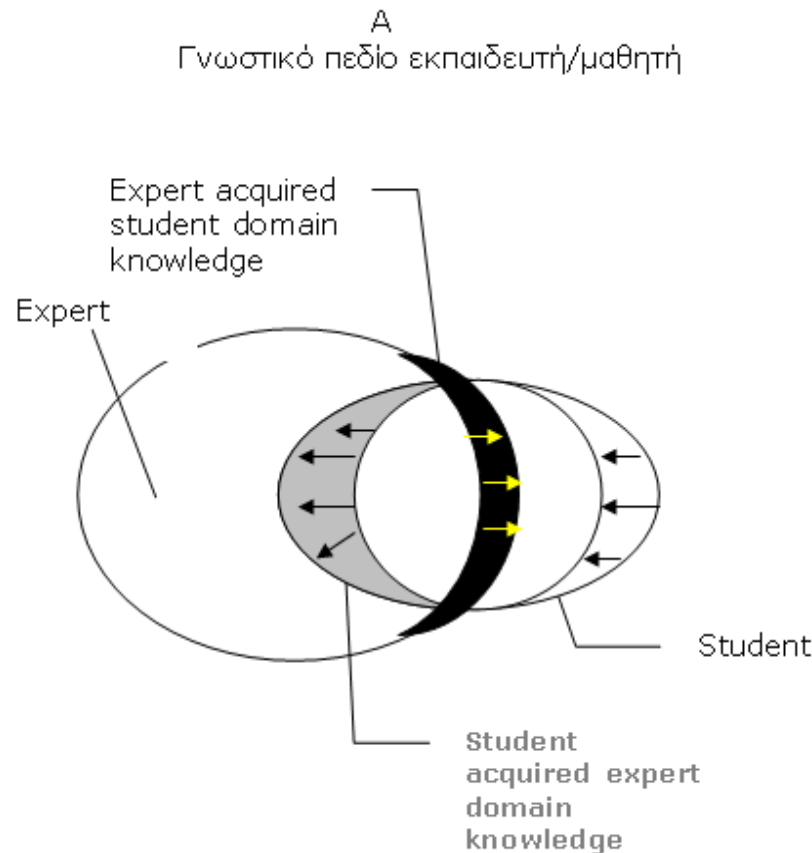 Α
Γνωστικό πεδίο εκπαιδευτή/μαθητή
Expert acquired
student domain
knowledge
Expert
Student
Student
acquired expert
domain
knowledge